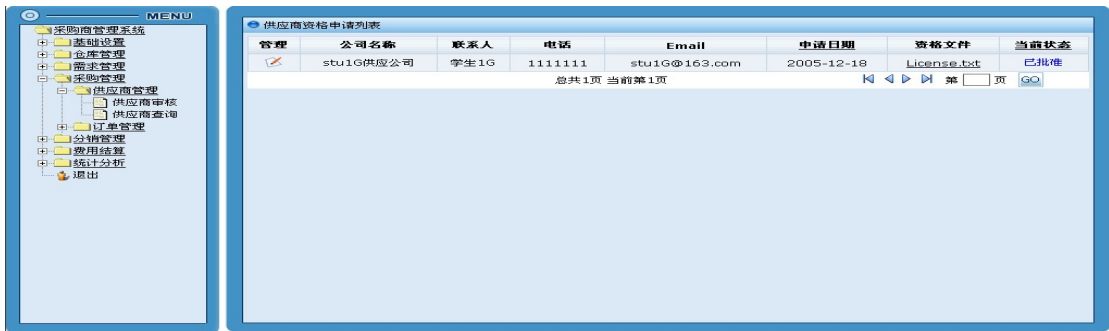 MENU
采购商管理系统
基础设置
仓库管理
需求管理
采购管理
供应商管理
供应商审核
供应商查询
订单管理
分销管理
费用结算
统计分析
退出
供应商资格申请列表
管理 公司名称 联系人 电话 Email 申请日期 资格文件 当前状态
stu1G供应公司 学生1G 1111111 stu1G@163.com 2005-12-18 License.txt 已批准
总共1页 当前第1页 第 页 GO